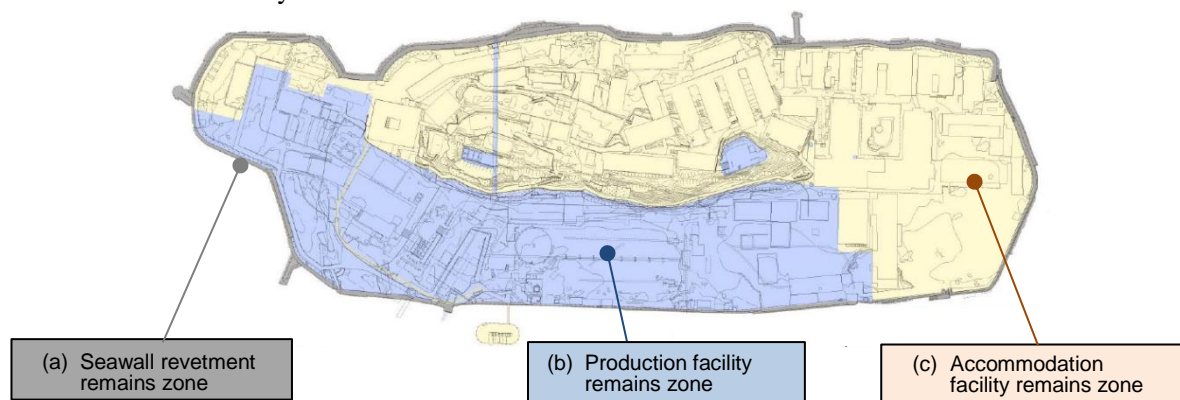 (a) Seawall revetment
remains zone
(b) Production facility
remains zone
(c) Accommodation
facility remains zone